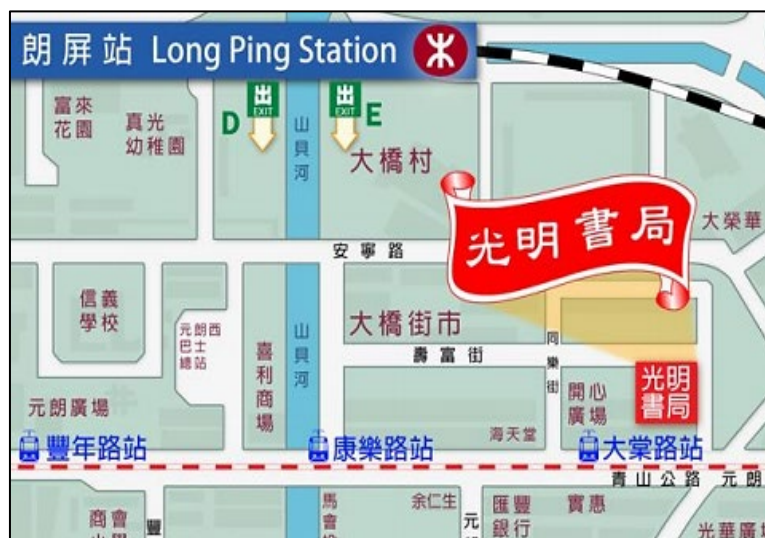 朗屏站 Long Ping Station
富來
花園
真光
幼稚園
D
出
EXIT
山
貝
河
出
EXIT
E
大橋村
大榮華
光明書局
安寧路
信義
學校
元朗西
巴士
總站
喜
利
商
場
山
貝
河
大橋街市
壽富街
同
樂
街
開心
廣場
光明
書局
元朗廣場
海天堂
豐年路站
康樂路站
大棠路站
青山公路 元朗
商會
豐
馬
會
余仁生
元
匯豐
銀行
實惠
光華廣